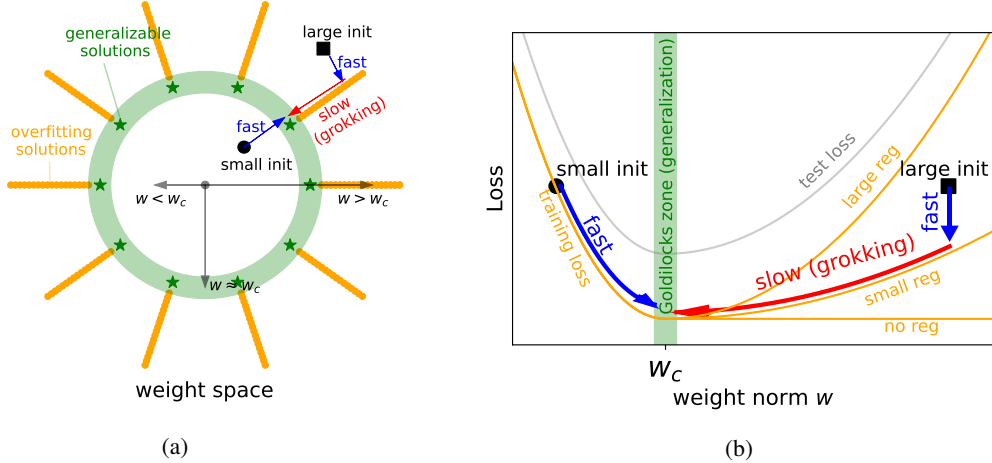 generalizable
solutions
large init
fast
overfitting
solutions
fast
slow
(grokking)
small init
w < w_c
w > w_c
w ≈ w_c
weight space
(a)
Loss
Goldilocks zone (generalization)
test loss
small init
large reg
large init
training loss
fast
fast
slow (grokking)
small reg
no reg
w_c
weight norm w
(b)